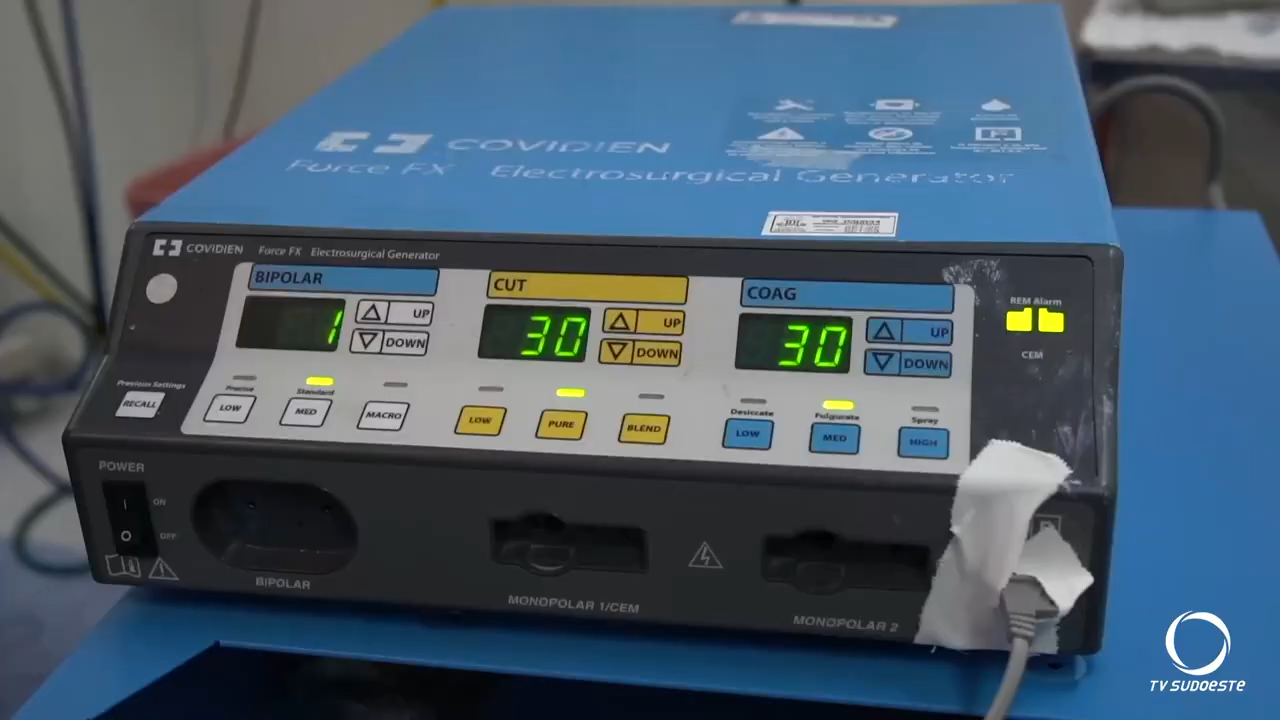 COVIDIEN
Force FX Electrosurgical Generator
COVIDIEN Force FX Electrosurgical Generator
BIPOLAR
CUT
COAG
1
UP
DOWN
30
UP
DOWN
30
UP
DOWN
REM Alarm
CEM
Precision Settings
RECALL
Precise
Standard
LOW
MED
MACRO
LOW
PURE
BLEND
Desiccate
Fulgurate
Spray
LOW
MED
HIGH
POWER
ON
OFF
BIPOLAR
MONOPOLAR 1/CEM
MONOPOLAR 2
TV SUDOESTE